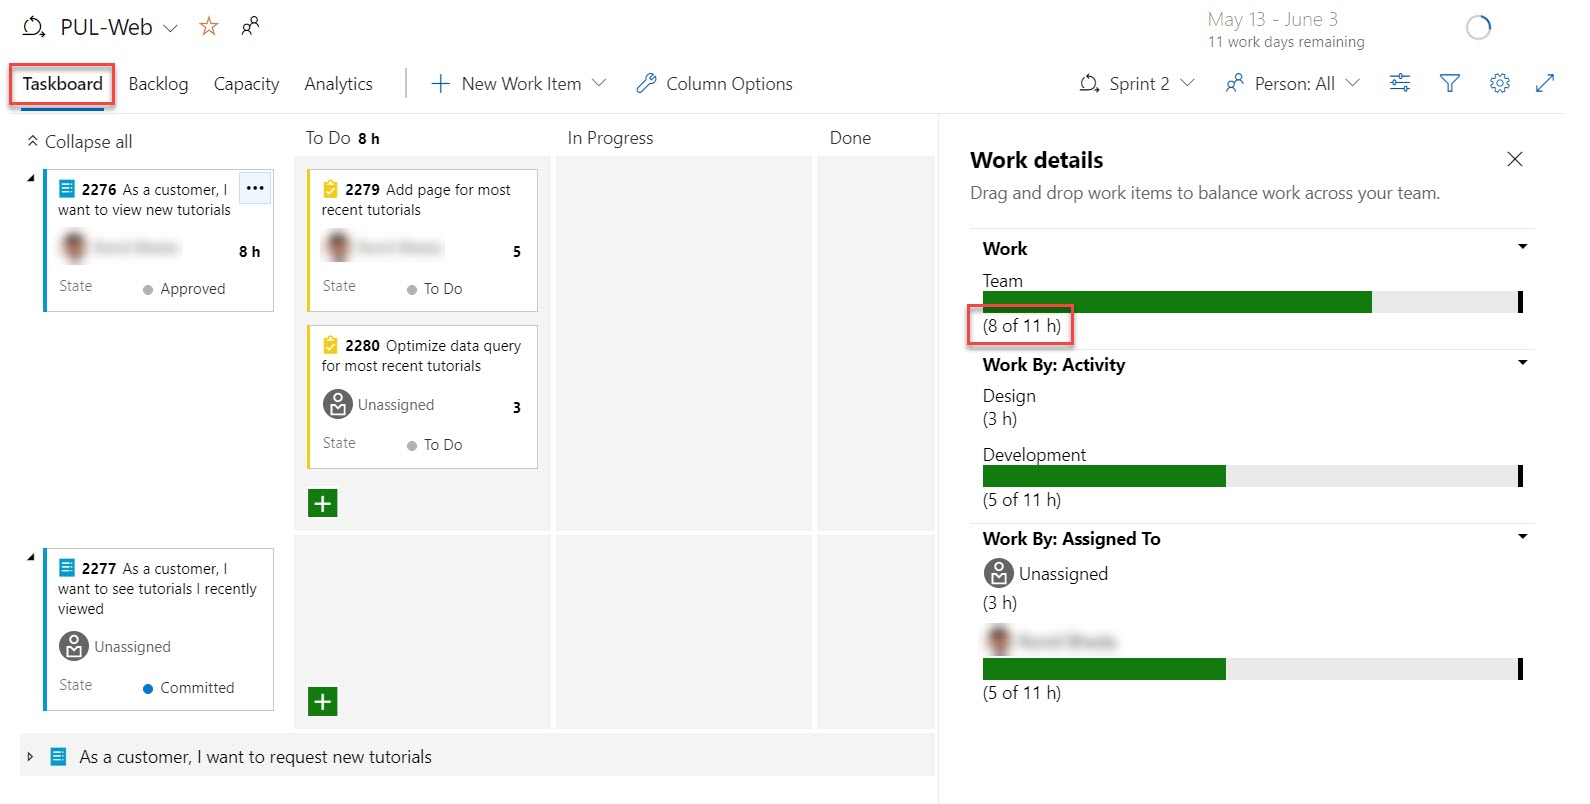 PUL-Web
May 13 - June 3
11 work days remaining
Taskboard Backlog Capacity Analytics New Work Item Column Options Sprint 2 Person: All
Collapse all
To Do 8 h
In Progress
Done
2276 As a customer, I
want to view new tutorials
8 h
State Approved
2279 Add page for most
recent tutorials
5
State To Do
2280 Optimize data query
for most recent tutorials
Unassigned 3
State To Do
2277 As a customer, I
want to see tutorials I recently
viewed
Unassigned
State Committed
As a customer, I want to request new tutorials
Work details
Drag and drop work items to balance work across your team.
Work
Team
(8 of 11 h)
Work By: Activity
Design
(3 h)
Development
(5 of 11 h)
Work By: Assigned To
Unassigned
(3 h)
(5 of 11 h)